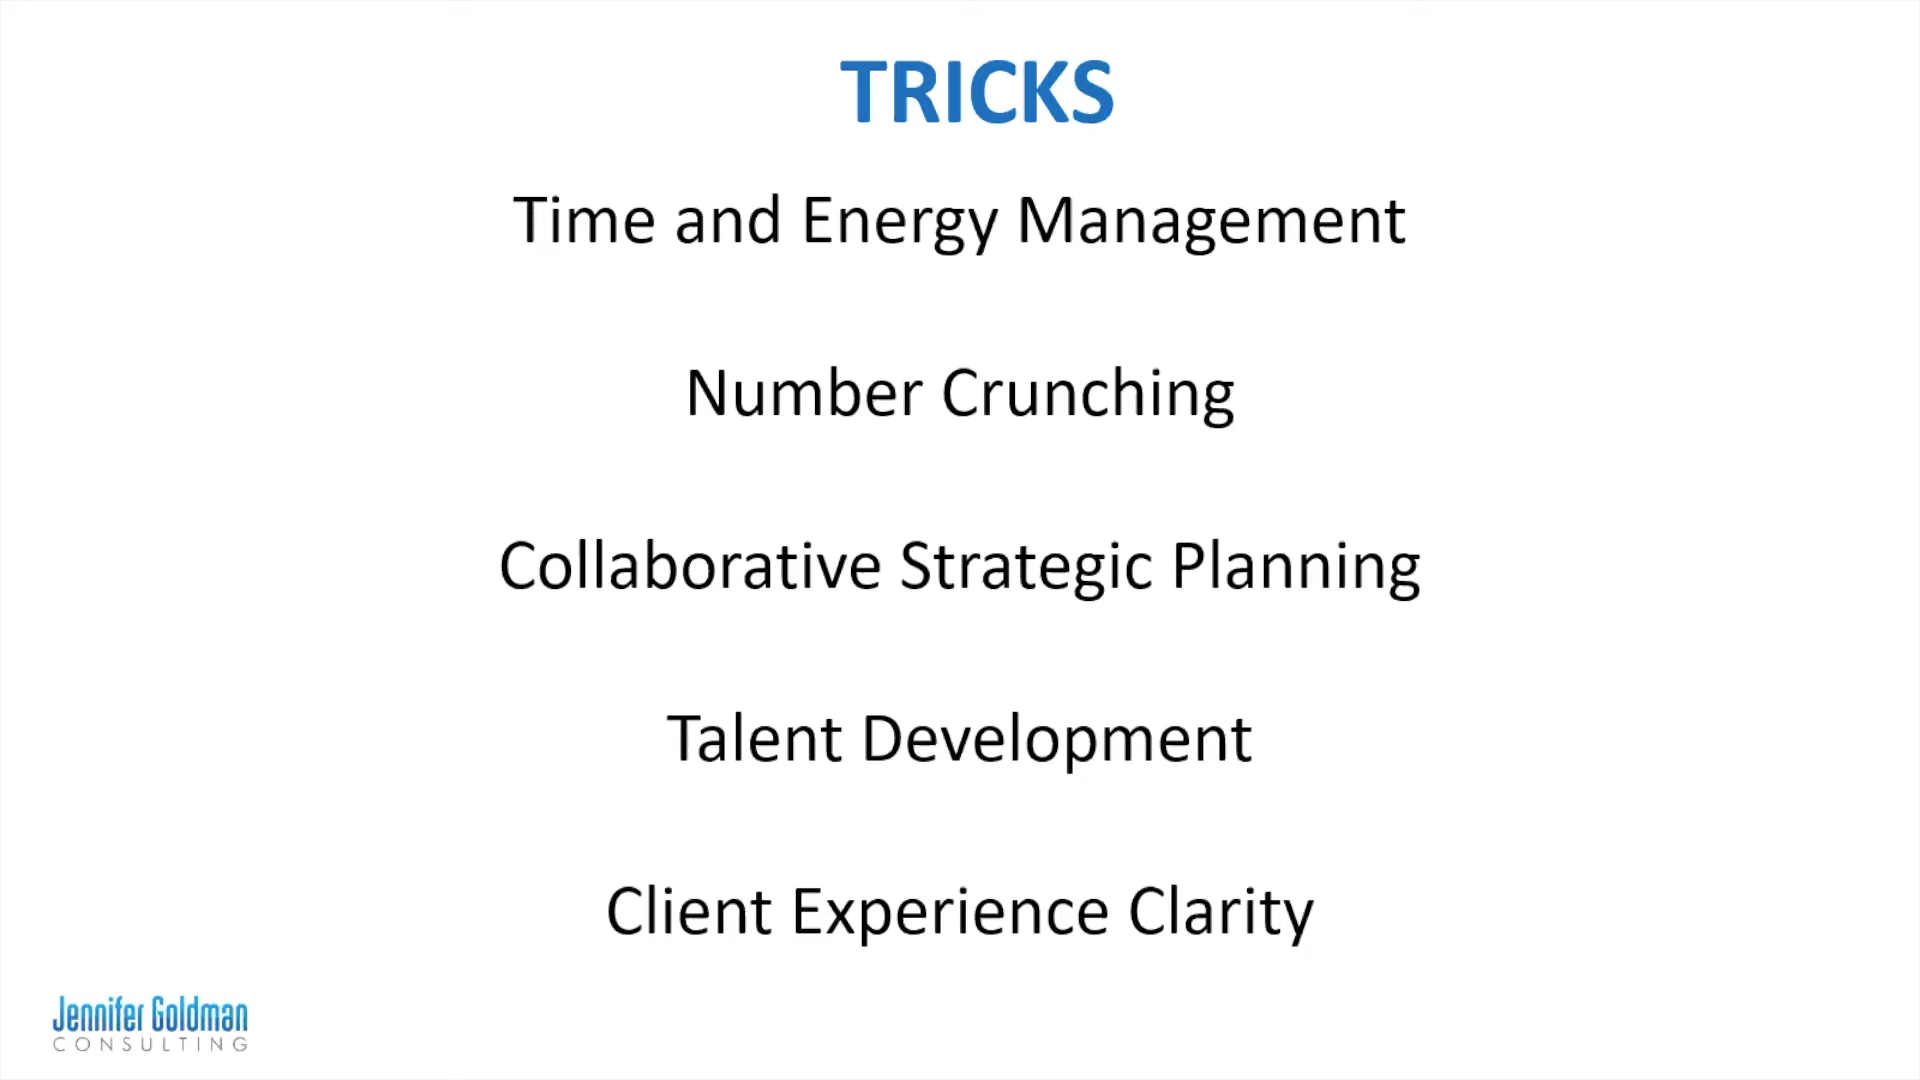 TRICKS
Time and Energy Management
Number Crunching
Collaborative Strategic Planning
Talent Development
Client Experience Clarity
Jennifer Goldman
CONSULTING